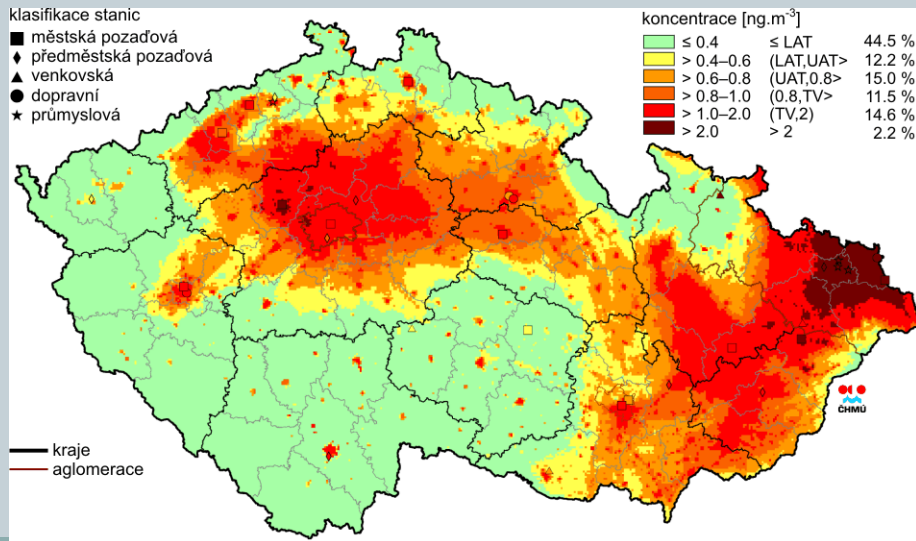 klasifikace stanic
městská pozaďová
předměstská pozaďová
venkovská
dopravní
průmyslová
koncentrace [ng.m⁻³]
≤ 0.4 ≤ LAT 44.5 %
> 0.4–0.6 (LAT,UAT> 12.2 %
> 0.6–0.8 (UAT,0.8> 15.0 %
> 0.8–1.0 (0.8,TV> 11.5 %
> 1.0–2.0 (TV,2) 14.6 %
> 2.0 > 2 2.2 %
ČHMÚ
kraje
aglomerace